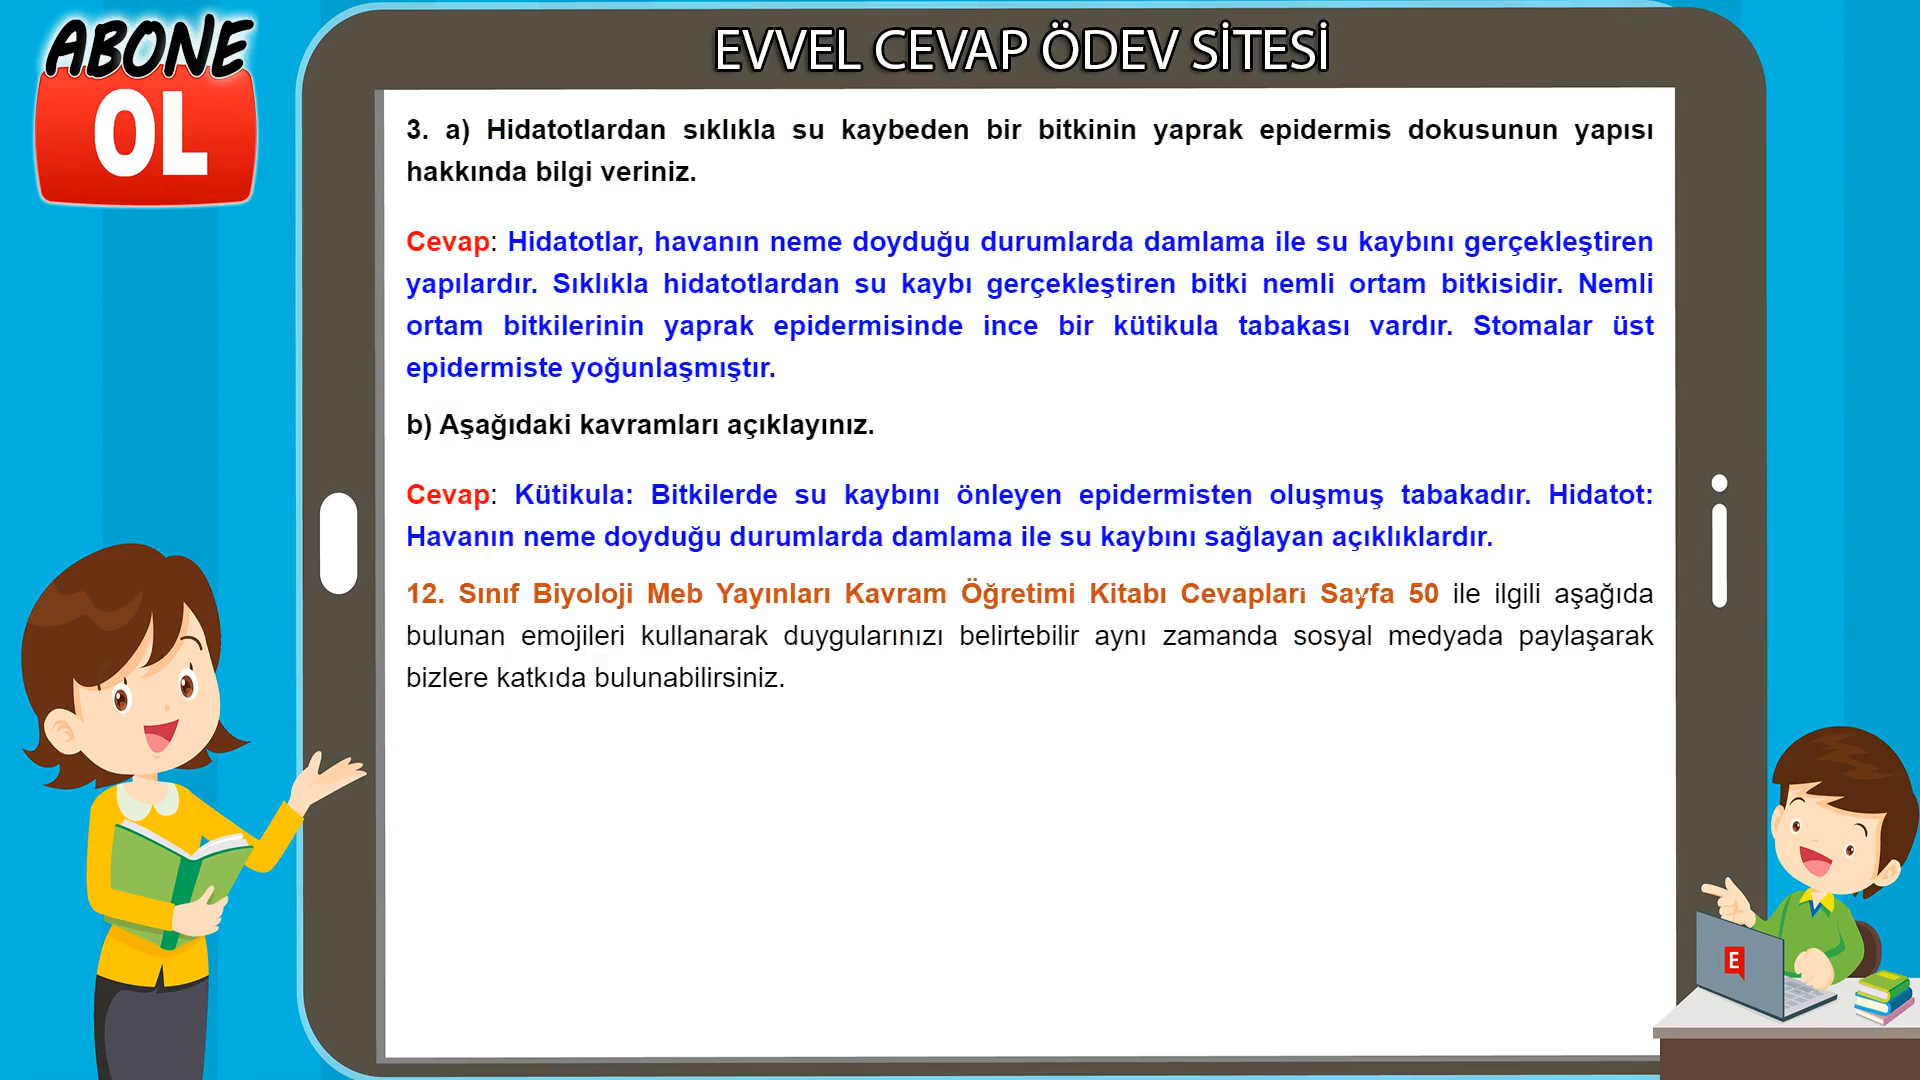 ABONE
OL
EVVEL CEVAP ÖDEV SİTESİ
3. a) Hidatotlardan sıklıkla su kaybeden bir bitkinin yaprak epidermis dokusunun yapısı
hakkında bilgi veriniz.
Cevap: Hidatotlar, havanın neme doyduğu durumlarda damlama ile su kaybını gerçekleştiren
yapılardır. Sıklıkla hidatotlardan su kaybı gerçekleştiren bitki nemli ortam bitkisidir. Nemli
ortam bitkilerinin yaprak epidermisinde ince bir kütikula tabakası vardır. Stomalar üst
epidermiste yoğunlaşmıştır.
b) Aşağıdaki kavramları açıklayınız.
Cevap: Kütikula: Bitkilerde su kaybını önleyen epidermisten oluşmuş tabakadır. Hidatot:
Havanın neme doyduğu durumlarda damlama ile su kaybını sağlayan açıklıklardır.
12. Sınıf Biyoloji Meb Yayınları Kavram Öğretimi Kitabı Cevapları Sayfa 50 ile ilgili aşağıda
bulunan emojileri kullanarak duygularınızı belirtebilir aynı zamanda sosyal medyada paylaşarak
bizlere katkıda bulunabilirsiniz.
E